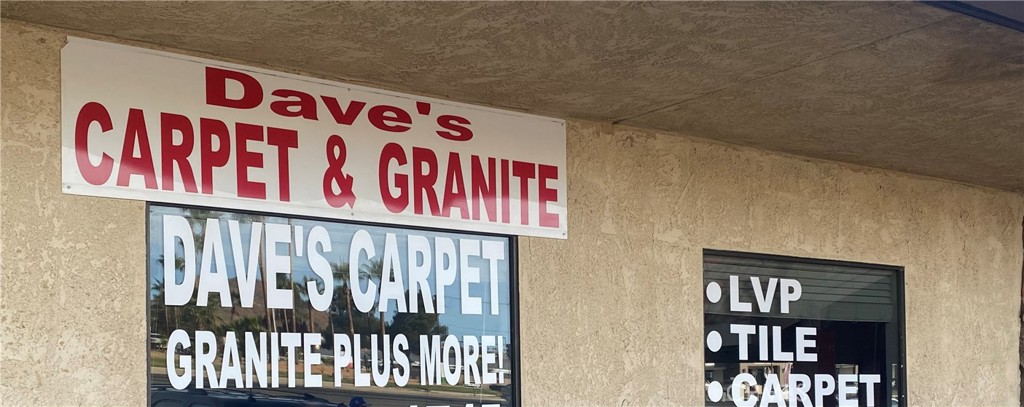 Dave's
CARPET & GRANITE
DAVE'S CARPET
GRANITE PLUS MORE!
• LVP
• TILE
• CARPET